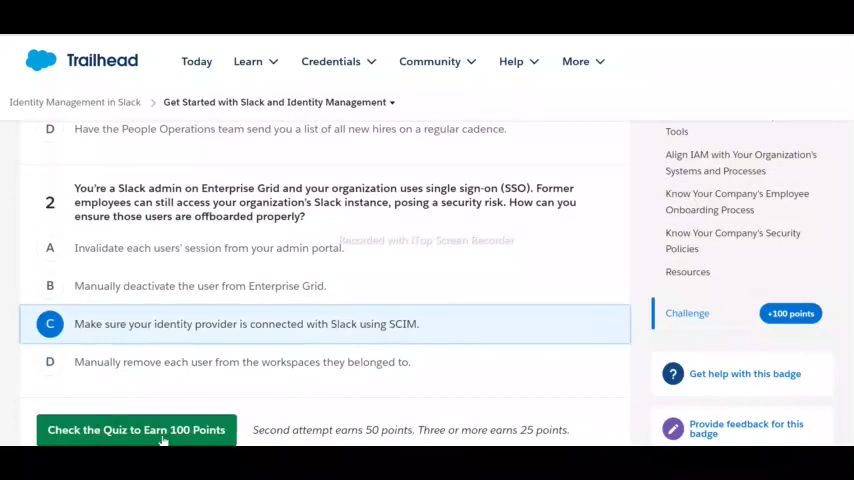 Trailhead
Today
Learn
Credentials
Community
Help
More
Identity Management in Slack
Get Started with Slack and Identity Management
D
Have the People Operations team send you a list of all new hires on a regular cadence.
2
You're a Slack admin on Enterprise Grid and your organization uses single sign-on (SSO). Former
employees can still access your organization's Slack instance, posing a security risk. How can you
ensure those users are offboarded properly?
A
Invalidate each users' session from your admin portal.
Recorded with iTop Screen Recorder
B
Manually deactivate the user from Enterprise Grid.
C
Make sure your identity provider is connected with Slack using SCIM.
D
Manually remove each user from the workspaces they belonged to.
Check the Quiz to Earn 100 Points
Second attempt earns 50 points. Three or more earns 25 points.
Tools
Align IAM with Your Organization's
Systems and Processes
Know Your Company's Employee
Onboarding Process
Know Your Company's Security
Policies
Resources
Challenge
+100 points
?
Get help with this badge
Provide feedback for this
badge